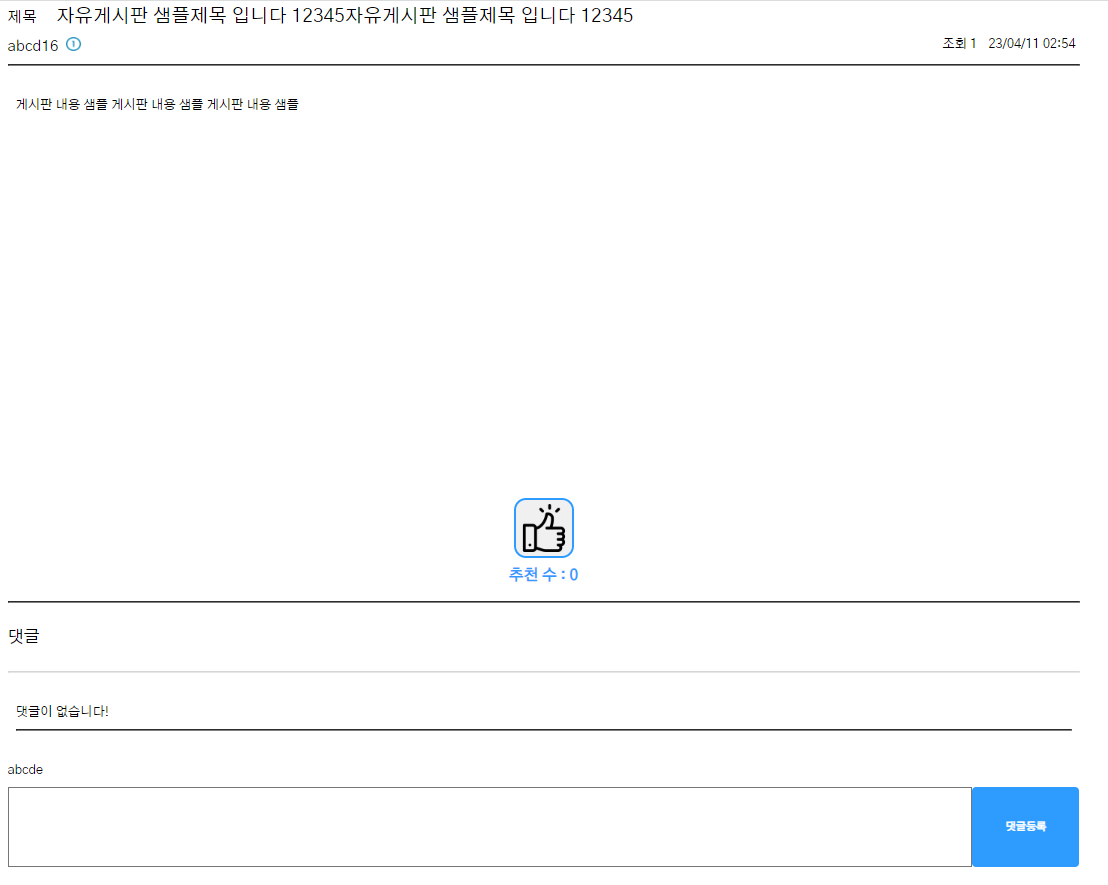 제목 자유게시판 샘플제목 입니다 12345자유게시판 샘플제목 입니다 12345
abcd16 1 조회 1 23/04/11 02:54
게시판 내용 샘플 게시판 내용 샘플 게시판 내용 샘플
추천 수 : 0
댓글
댓글이 없습니다!
abcde
댓글등록